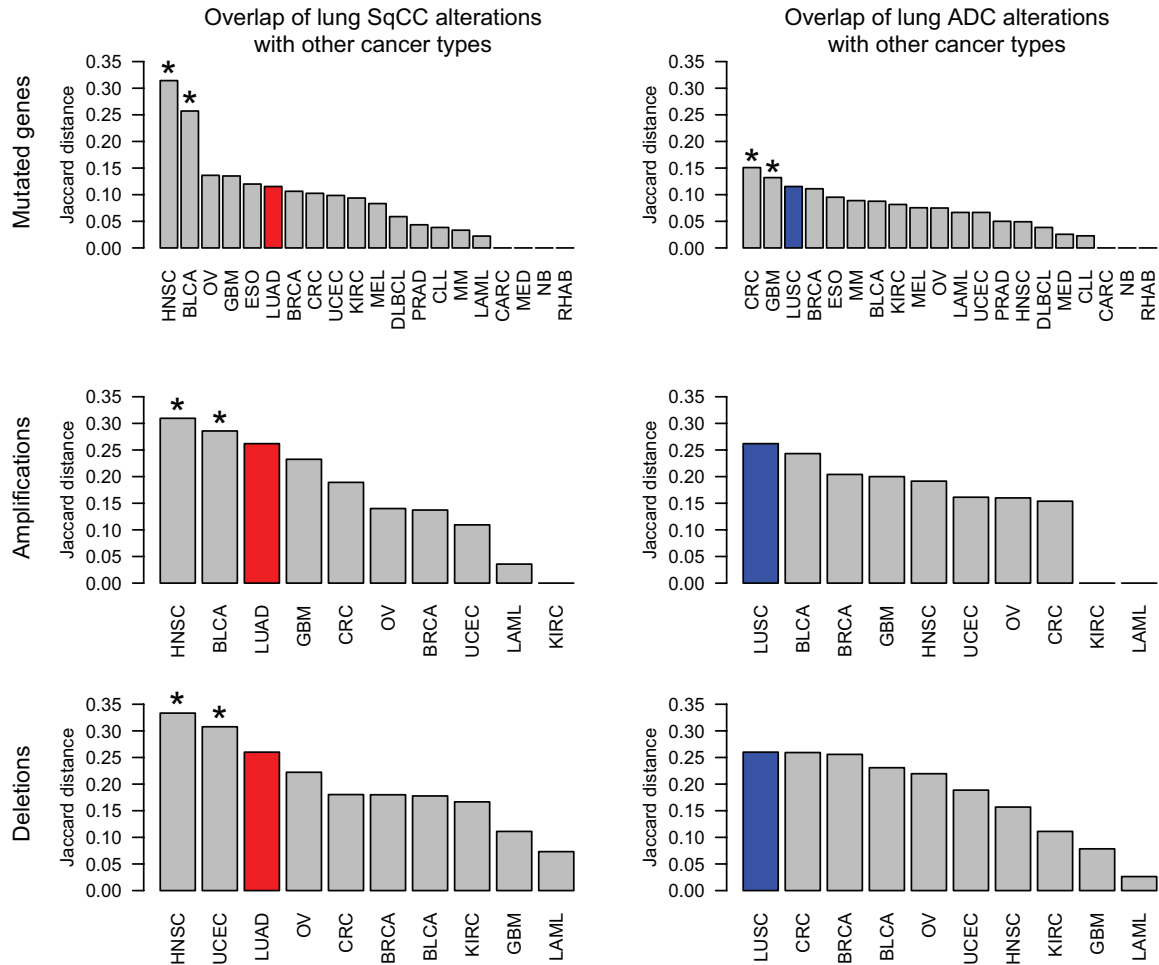 Overlap of lung SqCC alterations
with other cancer types
Overlap of lung ADC alterations
with other cancer types
Mutated genes
Jaccard distance
0.35
0.30
0.25
0.20
0.15
0.10
0.05
0.00
* *
HNSC BLCA OV GBM ESO LUAD BRCA CRC UCEC KIRC MEL DLBCL PRAD CLL MM LAML CARC MED NB RHAB
Jaccard distance
0.35
0.30
0.25
0.20
0.15
0.10
0.05
0.00
* *
CRC GBM LUSC BRCA ESO MM BLCA KIRC MEL OV LAML UCEC PRAD HNSC DLBCL MED CLL CARC NB RHAB
Amplifications
Jaccard distance
0.35
0.30
0.25
0.20
0.15
0.10
0.05
0.00
* *
HNSC BLCA LUAD GBM CRC OV BRCA UCEC LAML KIRC
Jaccard distance
0.35
0.30
0.25
0.20
0.15
0.10
0.05
0.00
LUSC BLCA BRCA GBM HNSC UCEC OV CRC KIRC LAML
Deletions
Jaccard distance
0.35
0.30
0.25
0.20
0.15
0.10
0.05
0.00
* *
HNSC UCEC LUAD OV CRC BRCA BLCA KIRC GBM LAML
Jaccard distance
0.35
0.30
0.25
0.20
0.15
0.10
0.05
0.00
LUSC CRC BRCA BLCA OV UCEC HNSC KIRC GBM LAML